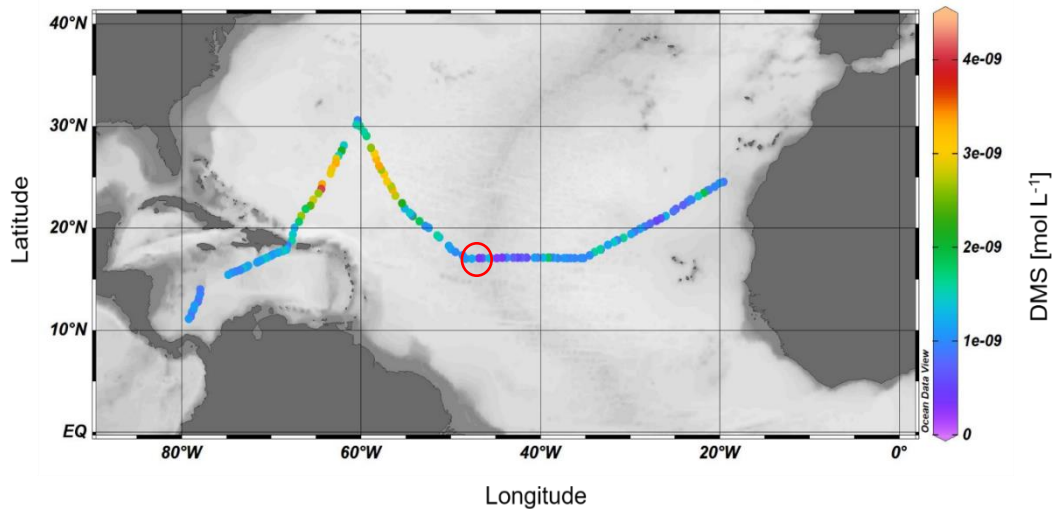 40°N
30°N
20°N
10°N
EQ
Latitude
80°W
60°W
40°W
20°W
0°
Longitude
Ocean Data View
4e-09
3e-09
2e-09
1e-09
0
DMS [mol L-1]